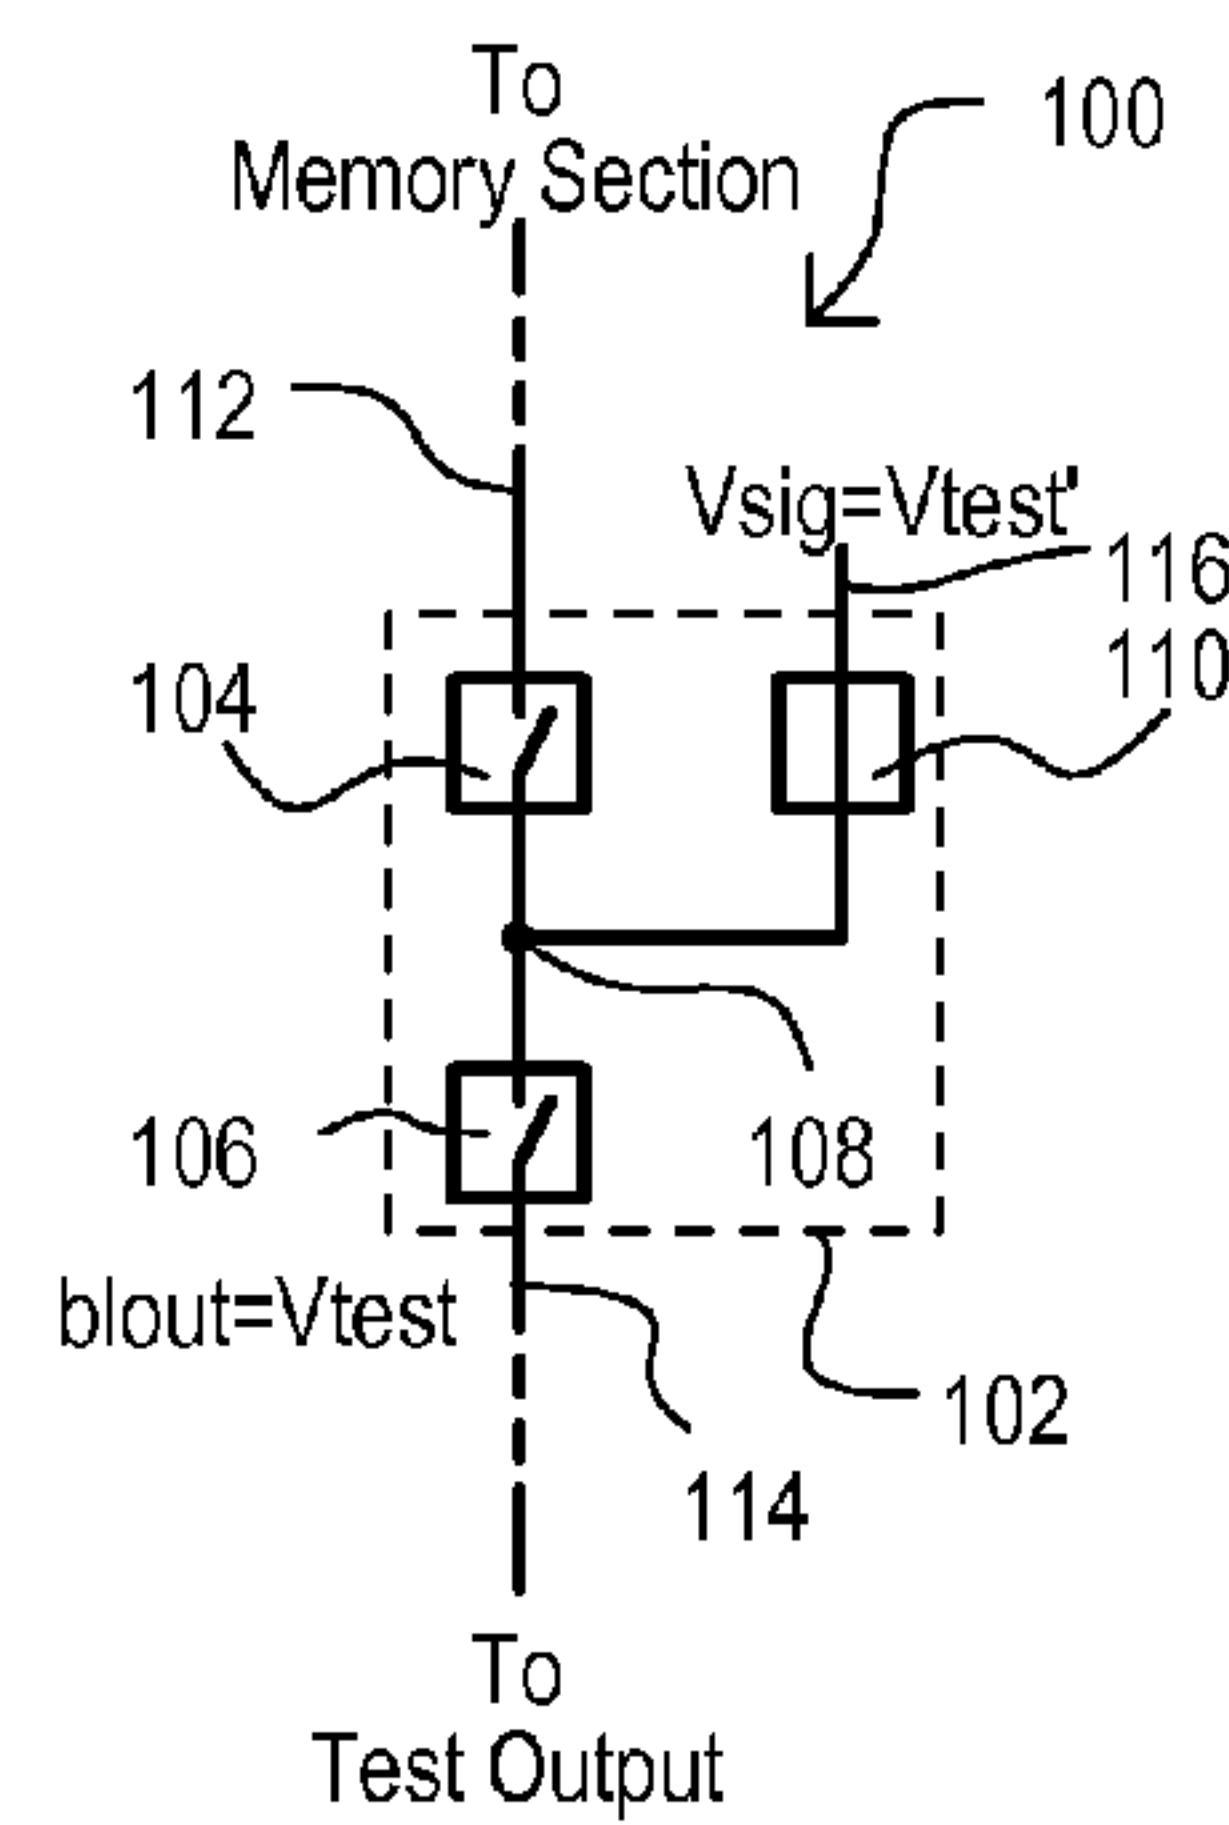 To
Memory Section
100
112
Vsig=Vtest'
116
104
110
106
108
blout=Vtest
102
114
To
Test Output